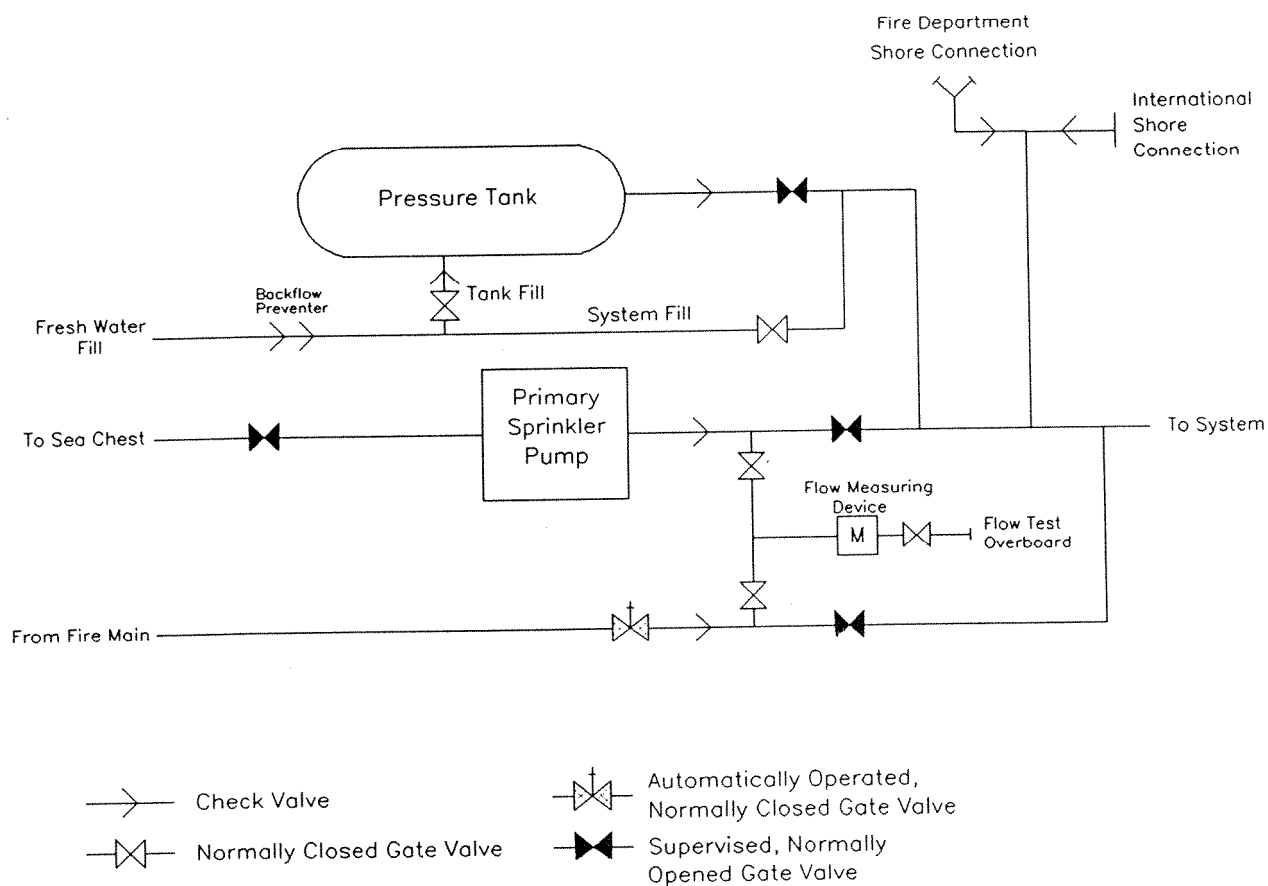 Fire Department
Shore Connection
International
Shore
Connection
Pressure Tank
Backflow
Preventer
Tank Fill
System Fill
Fresh Water
Fill
Primary
Sprinkler
Pump
To Sea Chest
To System
Flow Measuring
Device
M
Flow Test
Overboard
From Fire Main
Check Valve
Automatically Operated,
Normally Closed Gate Valve
Normally Closed Gate Valve
Supervised, Normally
Opened Gate Valve